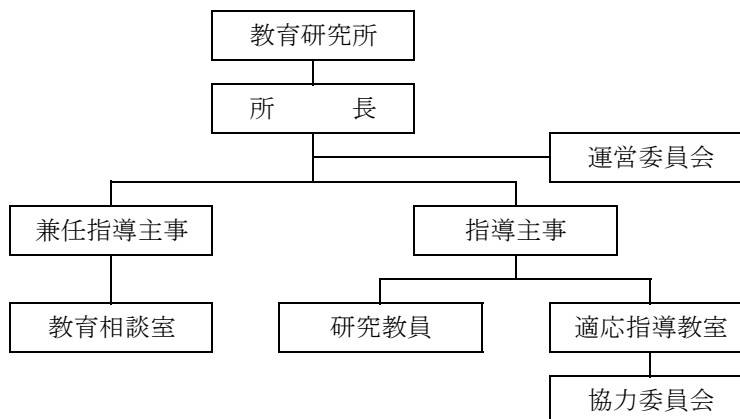 教育研究所
所　　　長
運営委員会
兼任指導主事
指導主事
教育相談室
研究教員
適応指導教室
協力委員会